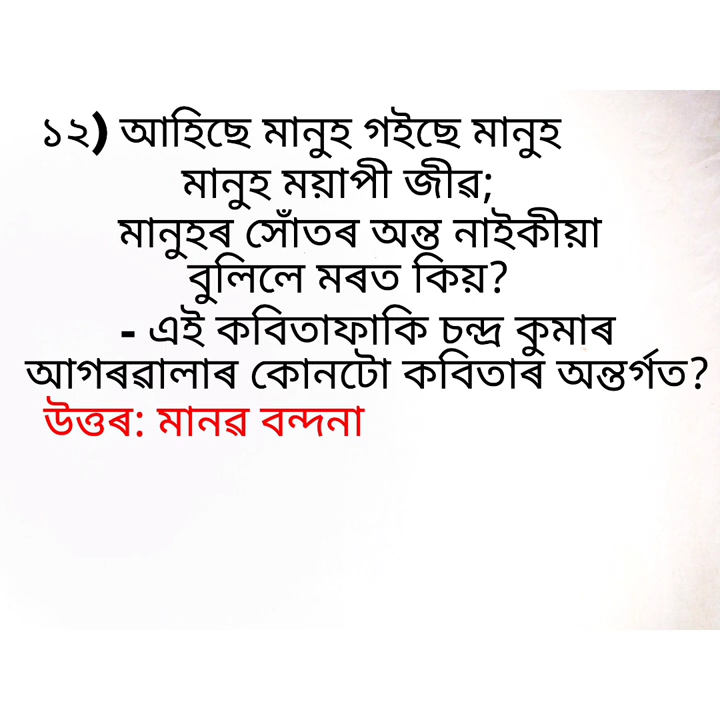 ১২) আহিছে মানুহ গইছে মানুহ
মানুহ ময়াপী জীৱ;
মানুহৰ সোঁতৰ অন্ত নাইকীয়া
বুলিলে মৰত কিয়?
- এই কবিতাফাকি চন্দ্ৰ কুমাৰ
আগৰৱালাৰ কোনটো কবিতাৰ অন্তৰ্গত?
উত্তৰ: মানৱ বন্দনা